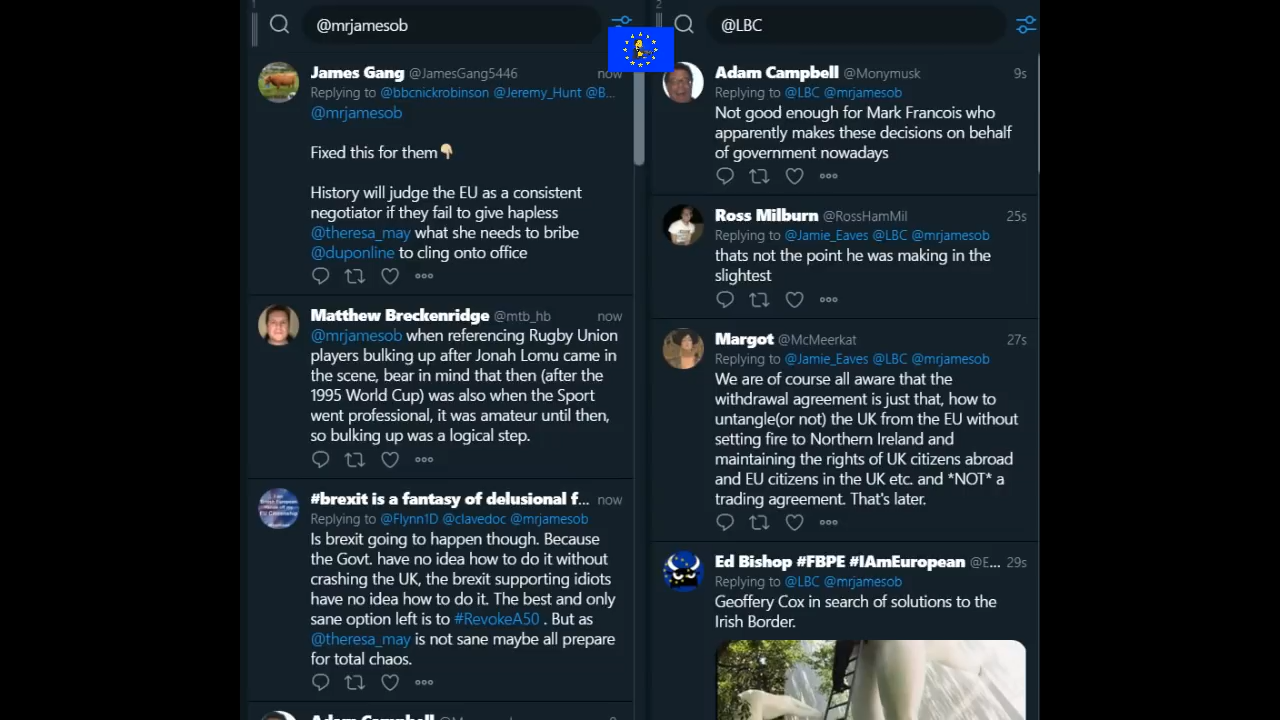 1
@mrjamesob
James Gang @JamesGang5446 now
Replying to @bbcnickrobinson @Jeremy_Hunt @B...
@mrjamesob
Fixed this for them👇🏼
History will judge the EU as a consistent
negotiator if they fail to give hapless
@theresa_may what she needs to bribe
@duponline to cling onto office
Matthew Breckenridge @mtb_hb now
@mrjamesob when referencing Rugby Union
players bulking up after Jonah Lomu came in
the scene, bear in mind that then (after the
1995 World Cup) was also when the Sport
went professional, it was amateur until then,
so bulking up was a logical step.
#brexit is a fantasy of delusional f... now
Replying to @Flynn1D @clavedoc @mrjamesob
Is brexit going to happen though. Because
the Govt. have no idea how to do it without
crashing the UK, the brexit supporting idiots
have no idea how to do it. The best and only
sane option left is to #RevokeA50 . But as
@theresa_may is not sane maybe all prepare
for total chaos.
2
@LBC
Adam Campbell @Monymusk 9s
Replying to @LBC @mrjamesob
Not good enough for Mark Francois who
apparently makes these decisions on behalf
of government nowadays
Ross Milburn @RossHamMil 25s
Replying to @Jamie_Eaves @LBC @mrjamesob
thats not the point he was making in the
slightest
Margot @McMeerkat 27s
Replying to @Jamie_Eaves @LBC @mrjamesob
We are of course all aware that the
withdrawal agreement is just that, how to
untangle(or not) the UK from the EU without
setting fire to Northern Ireland and
maintaining the rights of UK citizens abroad
and EU citizens in the UK etc. and *NOT* a
trading agreement. That's later.
Ed Bishop #FBPE #IAmEuropean @E... 29s
Replying to @LBC @mrjamesob
Geoffery Cox in search of solutions to the
Irish Border.